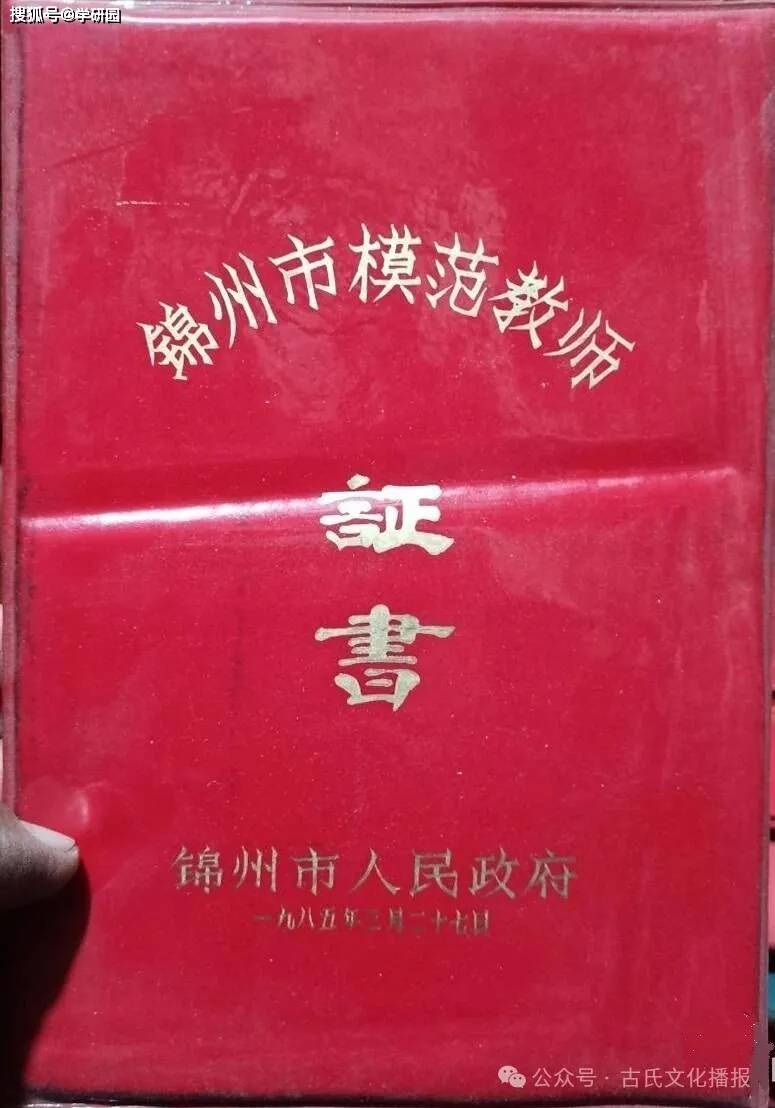 搜狐号@学研园
锦州市模范教师
証
書
锦州市人民政府
一九八五年三月二十七日
公众号·古氏文化播报